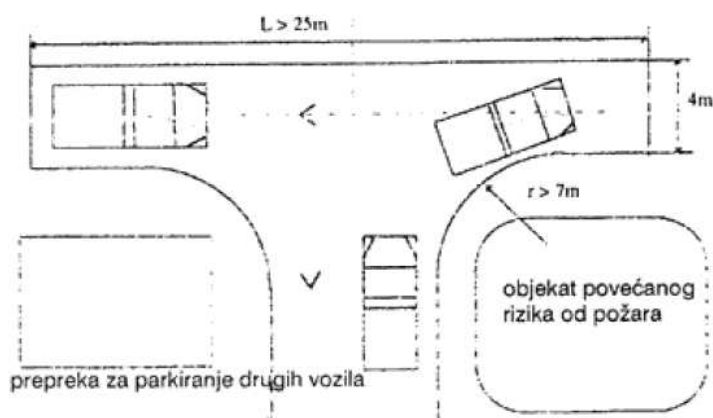 L > 25m
4m
r > 7m
objekat povećanog
rizika od požara
prepreka za parkiranje drugih vozila